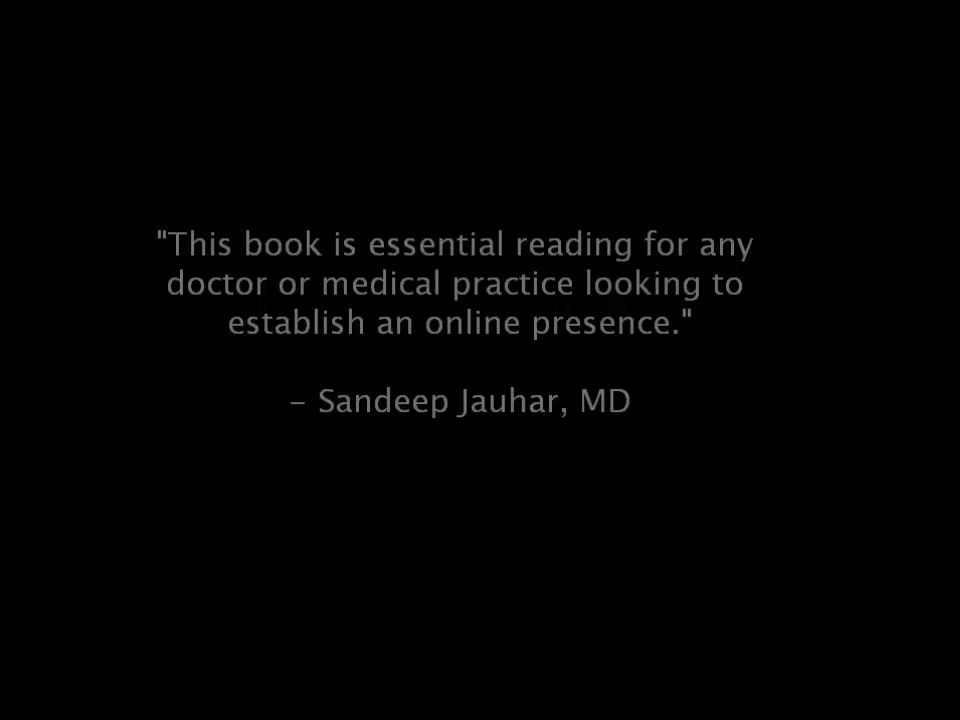 "This book is essential reading for any
doctor or medical practice looking to
establish an online presence."
- Sandeep Jauhar, MD